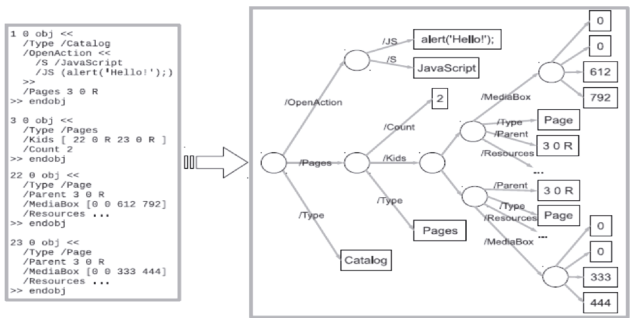 1 0 obj <<
/Type /Catalog
/OpenAction <<
/S /JavaScript
/JS (alert('Hello!');)
>>
/Pages 3 0 R
>> endobj
3 0 obj <<
/Type /Pages
/Kids [ 22 0 R 23 0 R ]
/Count 2
>> endobj
22 0 obj <<
/Type /Page
/Parent 3 0 R
/MediaBox [0 0 612 792]
/Resources ...
>> endobj
23 0 obj <<
/Type /Page
/Parent 3 0 R
/MediaBox [0 0 333 444]
/Resources ...
>> endobj
/JS
alert('Hello!');
/S
JavaScript
/OpenAction
2
/Count
/Pages
/Kids
/Type
Pages
/Type
Catalog
0
0
612
792
/MediaBox
/Type
Page
/Parent
3 0 R
/Resources
...
/Parent
3 0 R
/Type
Page
/Resources
...
/MediaBox
0
0
333
444